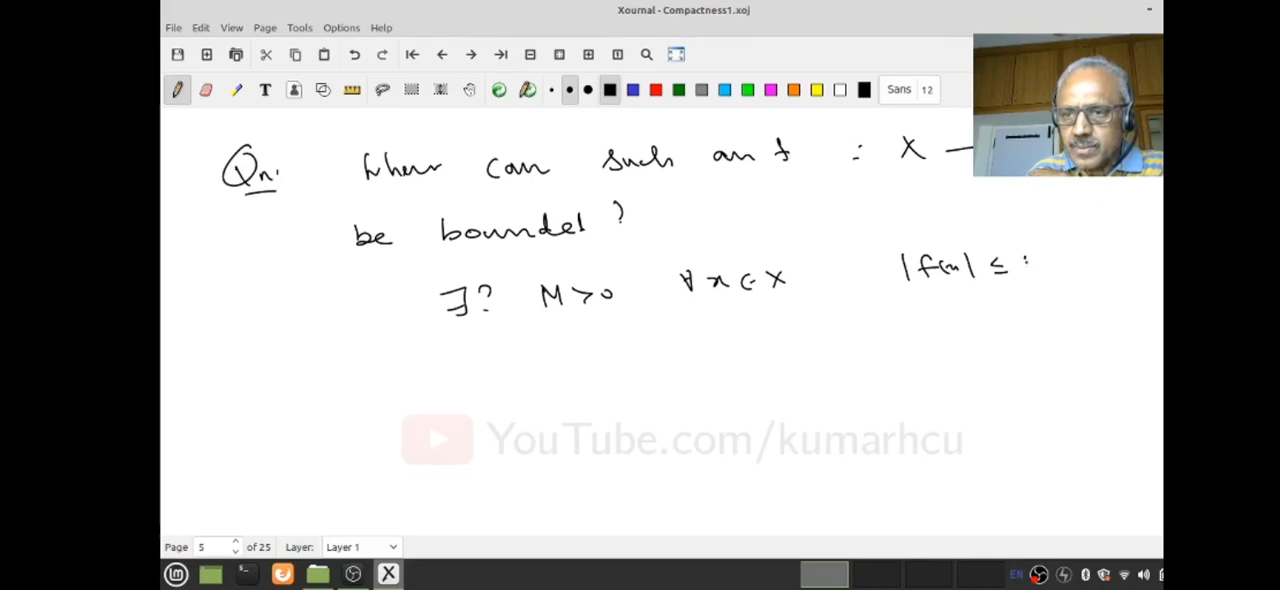 Xournal - Compactness1.xoj
File Edit View Page Tools Options Help
Sans 12
Qn. When can such an f : X —
be bounded ?
∃? M > 0 ∀ x ∈ X |f(x)| ≤
YouTube.com/kumarhcu
Page 5 of 25 Layer: Layer 1
EN